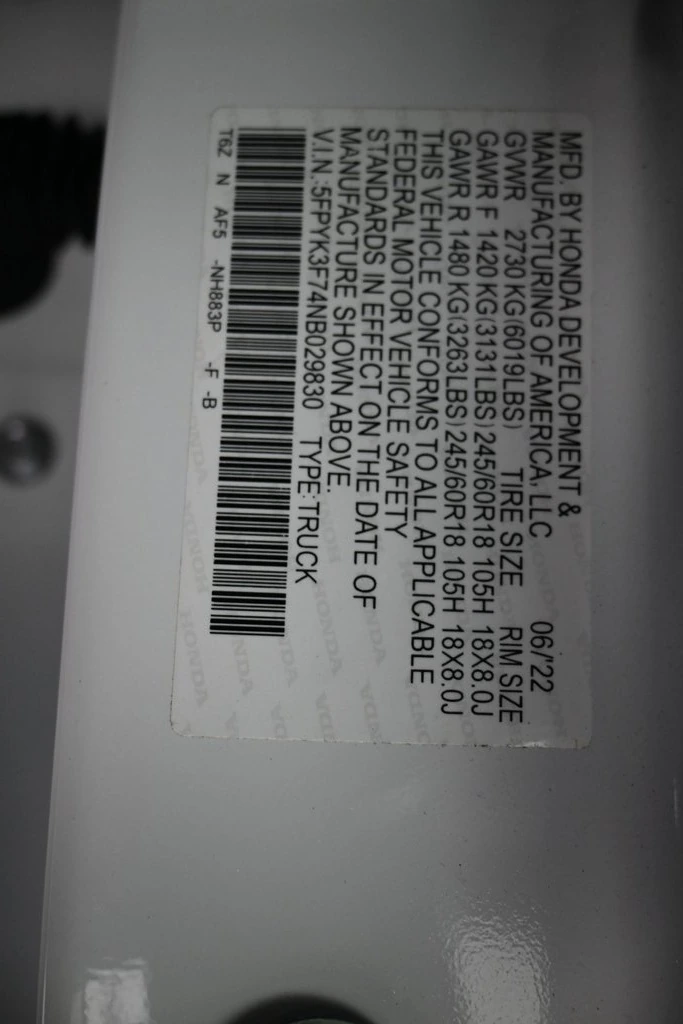 MFD. BY HONDA DEVELOPMENT &
MANUFACTURING OF AMERICA, LLC 06/'22
GVWR 2730 KG(6019LBS) TIRE SIZE RIM SIZE
GAWR F 1420 KG(3131LBS) 245/60R18 105H 18X8.0J
GAWR R 1480 KG(3263LBS) 245/60R18 105H 18X8.0J
THIS VEHICLE CONFORMS TO ALL APPLICABLE
FEDERAL MOTOR VEHICLE SAFETY
STANDARDS IN EFFECT ON THE DATE OF
MANUFACTURE SHOWN ABOVE.
V.I.N.:5FPYK3F74NB029830 TYPE:TRUCK
T6Z N AF5 -NH883P -F -B